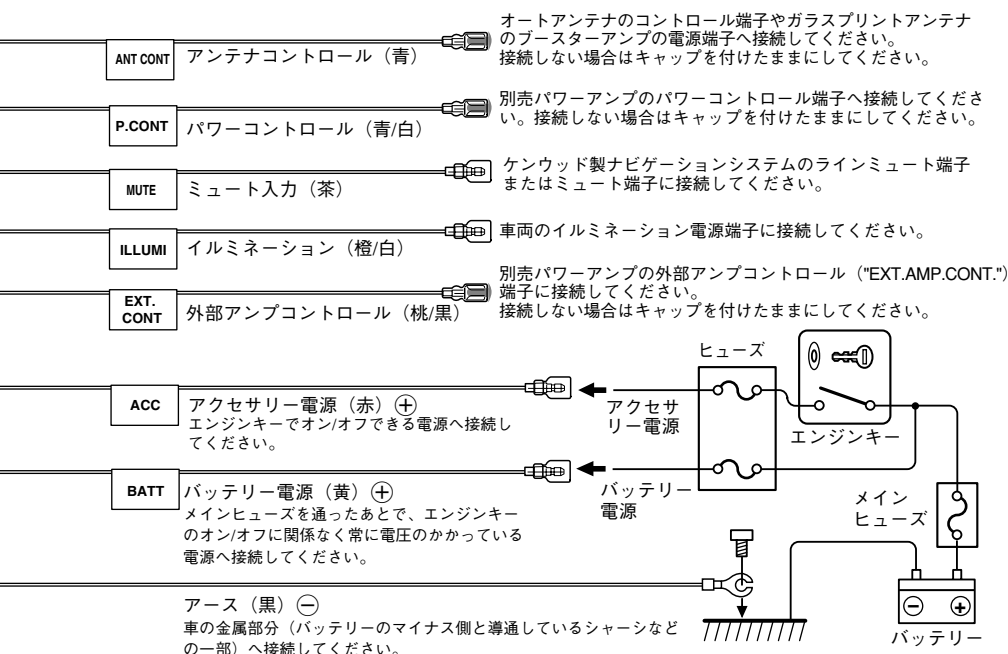 オートアンテナのコントロール端子やガラスプリントアンテナ
のブースターアンプの電源端子へ接続してください。
接続しない場合はキャップを付けたままにしてください。
ANT CONT
アンテナコントロール（青）
別売パワーアンプのパワーコントロール端子へ接続してくださ
い。接続しない場合はキャップを付けたままにしてください。
P.CONT
パワーコントロール（青/白）
ケンウッド製ナビゲーションシステムのラインミュート端子
またはミュート端子に接続してください。
MUTE
ミュート入力（茶）
車両のイルミネーション電源端子に接続してください。
ILLUMI
イルミネーション（橙/白）
別売パワーアンプの外部アンプコントロール（"EXT.AMP.CONT."）
端子に接続してください。
接続しない場合はキャップを付けたままにしてください。
EXT.
CONT
外部アンプコントロール（桃/黒）
ヒューズ
ACC
アクセサリー電源（赤）⊕
エンジンキーでオン/オフできる電源へ接続し
てください。
アクセサ
リー電源
エンジンキー
BATT
バッテリー電源（黄）⊕
メインヒューズを通ったあとで、エンジンキー
のオン/オフに関係なく常に電圧のかかっている
電源へ接続してください。
バッテリー
電源
メイン
ヒューズ
アース（黒）⊖
車の金属部分（バッテリーのマイナス側と導通しているシャーシなど
の一部）へ接続してください。
⊖ ⊕
バッテリー